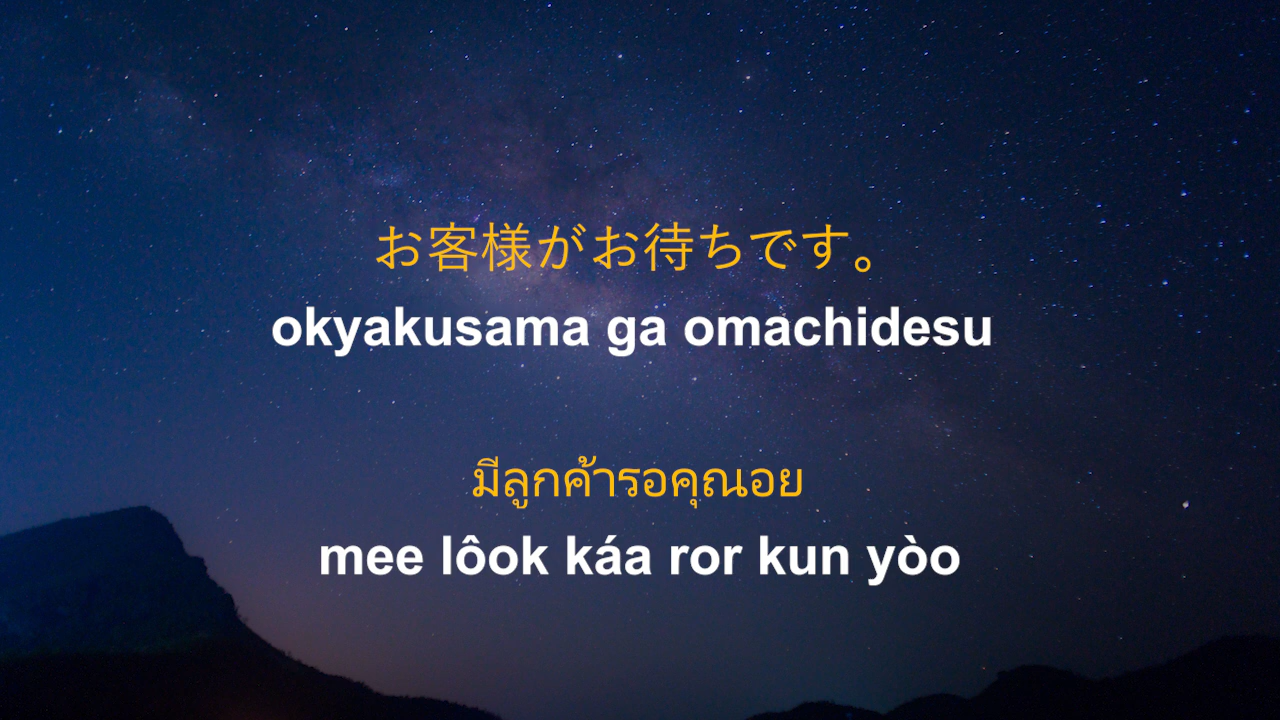 お客様がお待ちです。
okyakusama ga omachidesu
มีลูกค้ารอคุณอย
mee lôok káa ror kun yòo